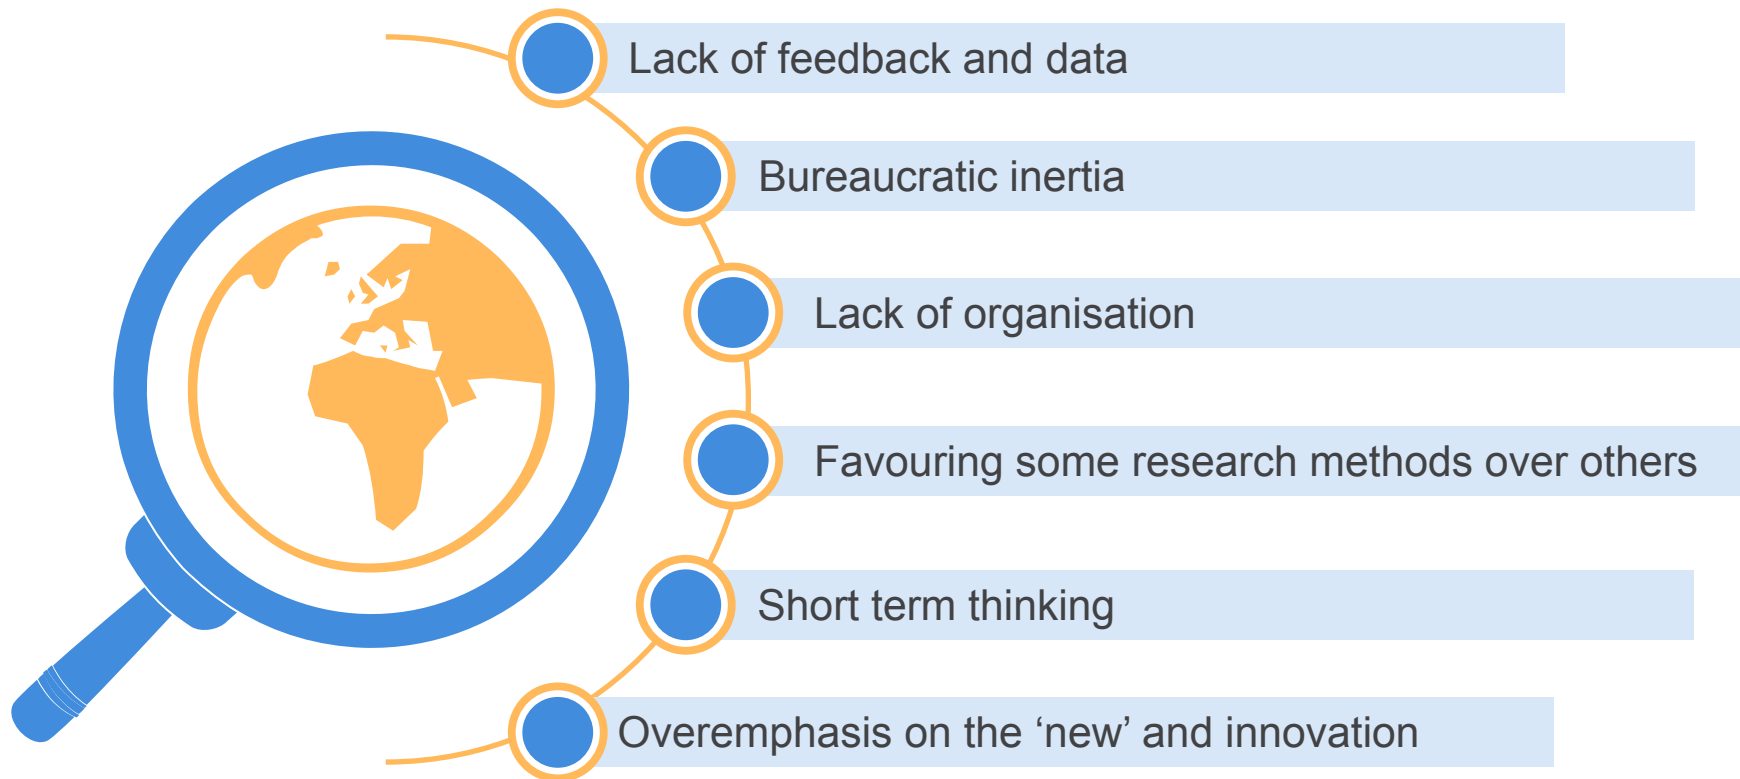 Lack of feedback and data
Bureaucratic inertia
Lack of organisation
Favouring some research methods over others
Short term thinking
Overemphasis on the ‘new’ and innovation